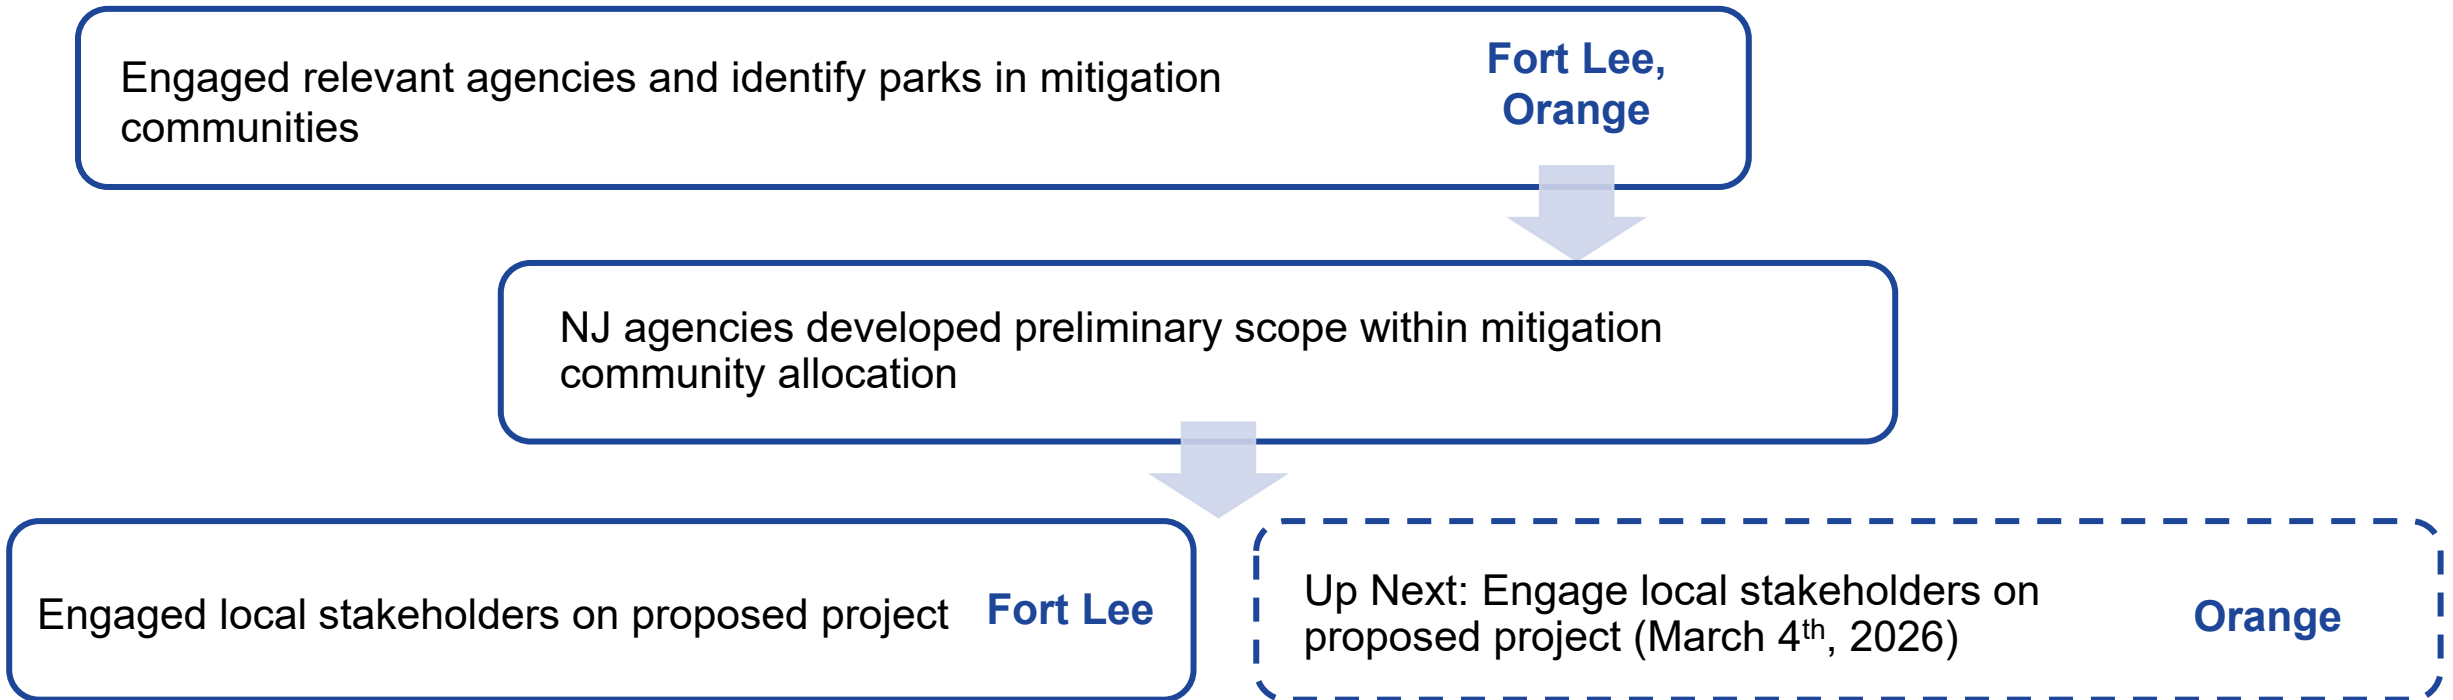 Engaged relevant agencies and identify parks in mitigation
communities
Fort Lee,
Orange
NJ agencies developed preliminary scope within mitigation
community allocation
Engaged local stakeholders on proposed project
Fort Lee
Up Next: Engage local stakeholders on
proposed project (March 4th, 2026)
Orange